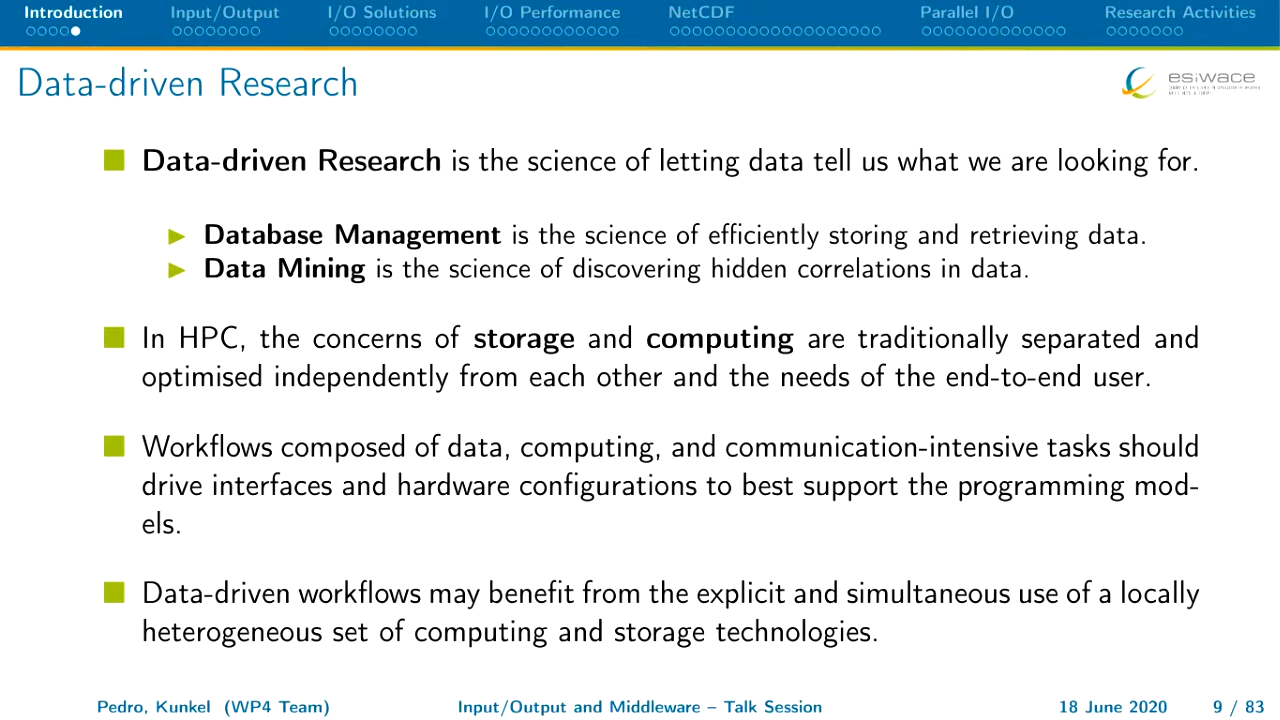 Introduction Input/Output I/O Solutions I/O Performance NetCDF Parallel I/O Research Activities
Data-driven Research
esiwace
Data-driven Research is the science of letting data tell us what we are looking for.
Database Management is the science of efficiently storing and retrieving data.
Data Mining is the science of discovering hidden correlations in data.
In HPC, the concerns of storage and computing are traditionally separated and
optimised independently from each other and the needs of the end-to-end user.
Workflows composed of data, computing, and communication-intensive tasks should
drive interfaces and hardware configurations to best support the programming mod-
els.
Data-driven workflows may benefit from the explicit and simultaneous use of a locally
heterogeneous set of computing and storage technologies.
Pedro, Kunkel (WP4 Team) Input/Output and Middleware – Talk Session 18 June 2020 9 / 83